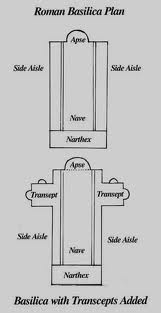 Roman Basilica Plan
Apse
Side Aisle Side Aisle
Nave
Narthex
Apse
Transept Transept
Side Aisle Side Aisle
Nave
Narthex
Basilica with Transcepts Added